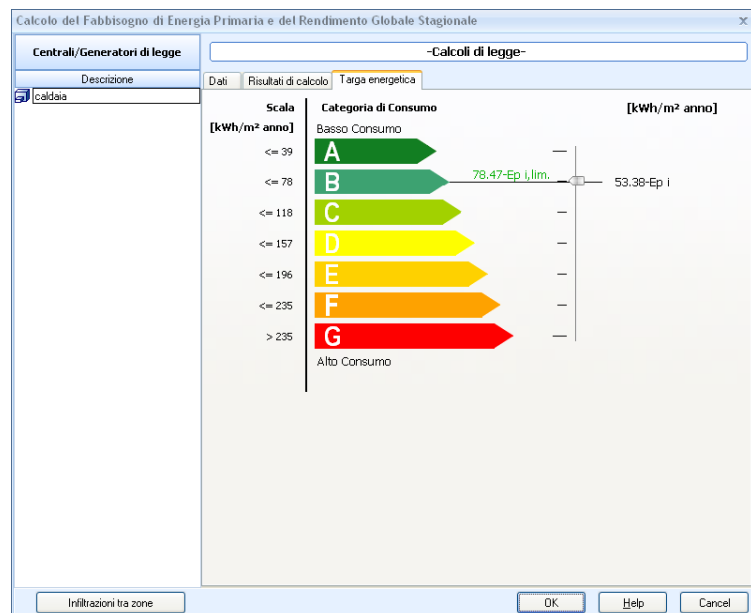 Calcolo del Fabbisogno di Energia Primaria e del Rendimento Globale Stagionale
x
Centrali/Generatori di legge
-Calcoli di legge-
Descrizione
Dati
Risultati di calcolo
Targa energetica
caldaia
Scala
Categoria di Consumo
[kWh/m² anno]
[kWh/m² anno]
Basso Consumo
<= 39
A
<= 78
B
78.47-Ep i,lim.
53.38-Ep i
<= 118
C
<= 157
D
<= 196
E
<= 235
F
> 235
G
Alto Consumo
Infiltrazioni tra zone
OK
Help
Cancel